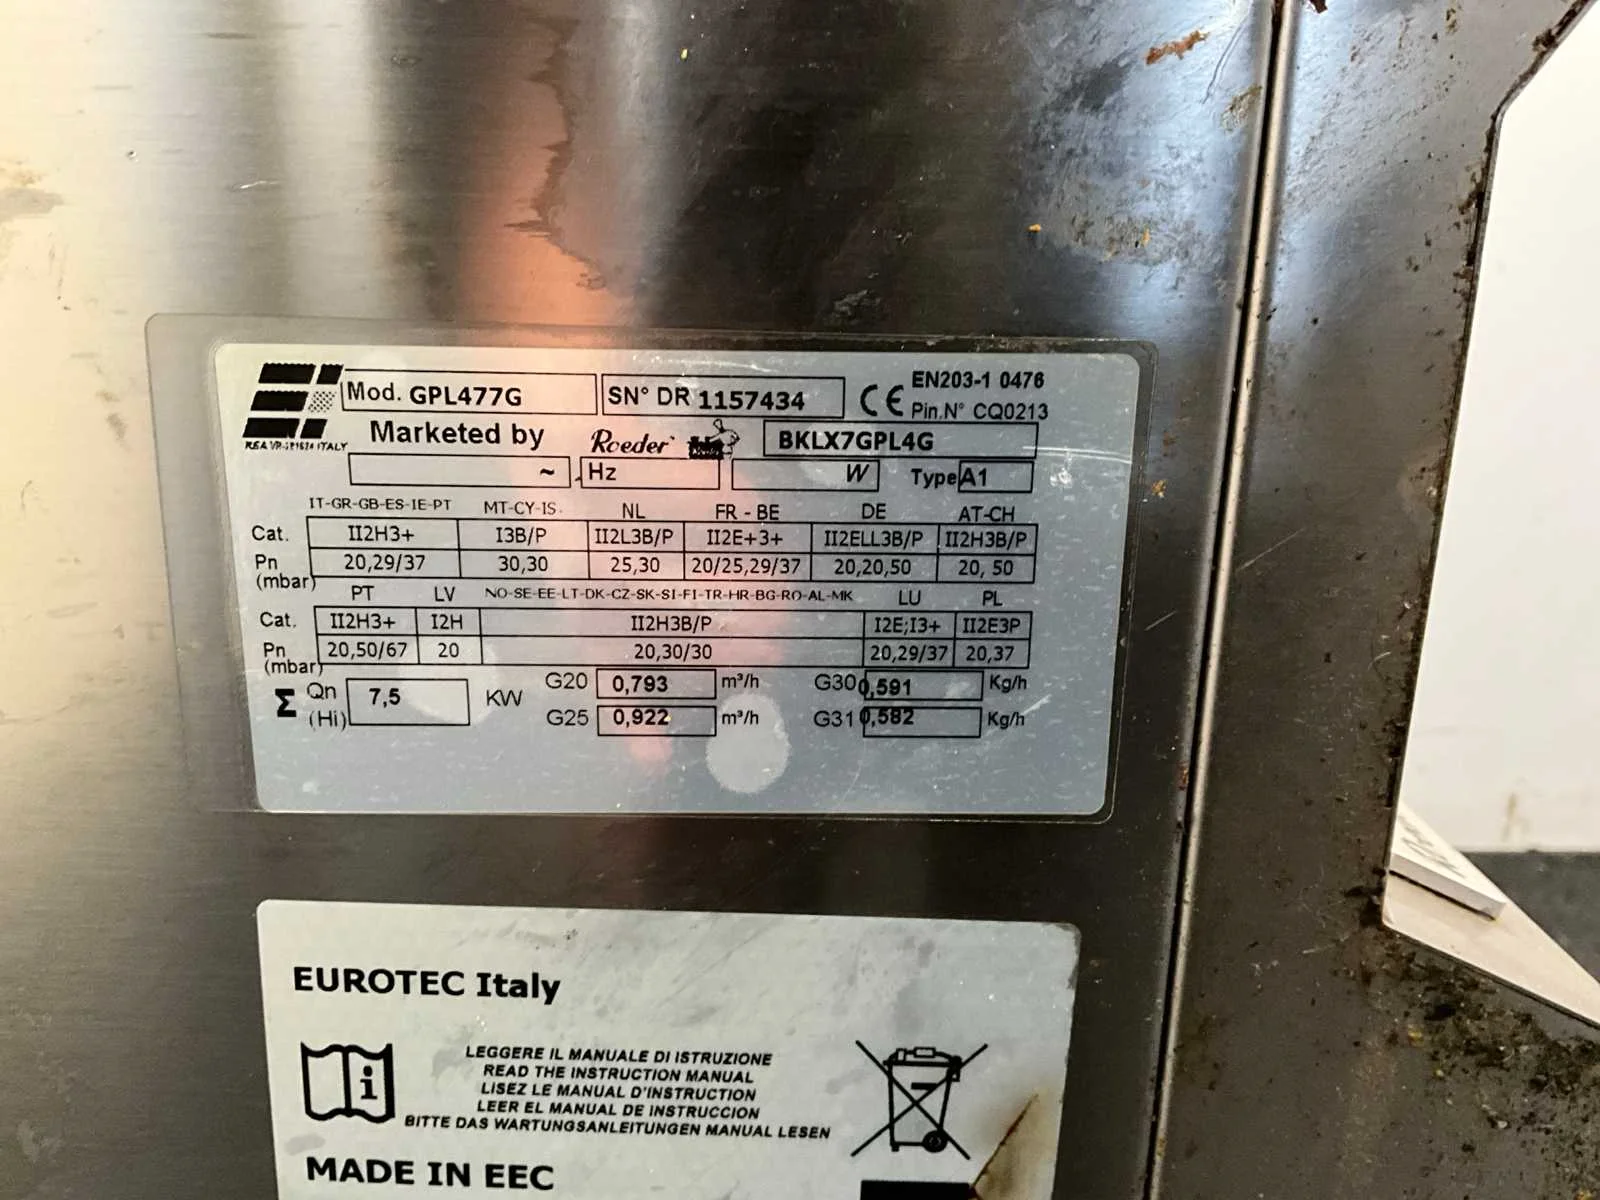 Mod. GPL477G SN° DR 1157434 CE EN203-1 0476
Pin.N° CQ0213
Marketed by Roeder BKLX7GPL4G
~ Hz W Type A1
IT-GR-GB-ES-IE-PT MT-CY-IS NL FR - BE DE AT-CH
Cat. II2H3+ I3B/P II2L3B/P II2E+3+ II2ELL3B/P II2H3B/P
Pn (mbar) 20,29/37 30,30 25,30 20/25,29/37 20,20,50 20, 50
PT LV NO-SE-EE-LT-DK-CZ-SK-SI-FI-TR-HR-BG-RO-AL-MK LU PL
Cat. II2H3+ I2H II2H3B/P I2E;I3+ II2E3P
Pn (mbar) 20,50/67 20 20,30/30 20,29/37 20,37
Σ Qn (Hi) 7,5 KW G20 0,793 m³/h G30 0,591 Kg/h
G25 0,922 m³/h G31 0,582 Kg/h
EUROTEC Italy
LEGGERE IL MANUALE DI ISTRUZIONE
READ THE INSTRUCTION MANUAL
LISEZ LE MANUAL D'INSTRUCTION
LEER EL MANUAL DE INSTRUCCION
BITTE DAS WARTUNGSANLEITUNGEN MANUAL LESEN
MADE IN EEC